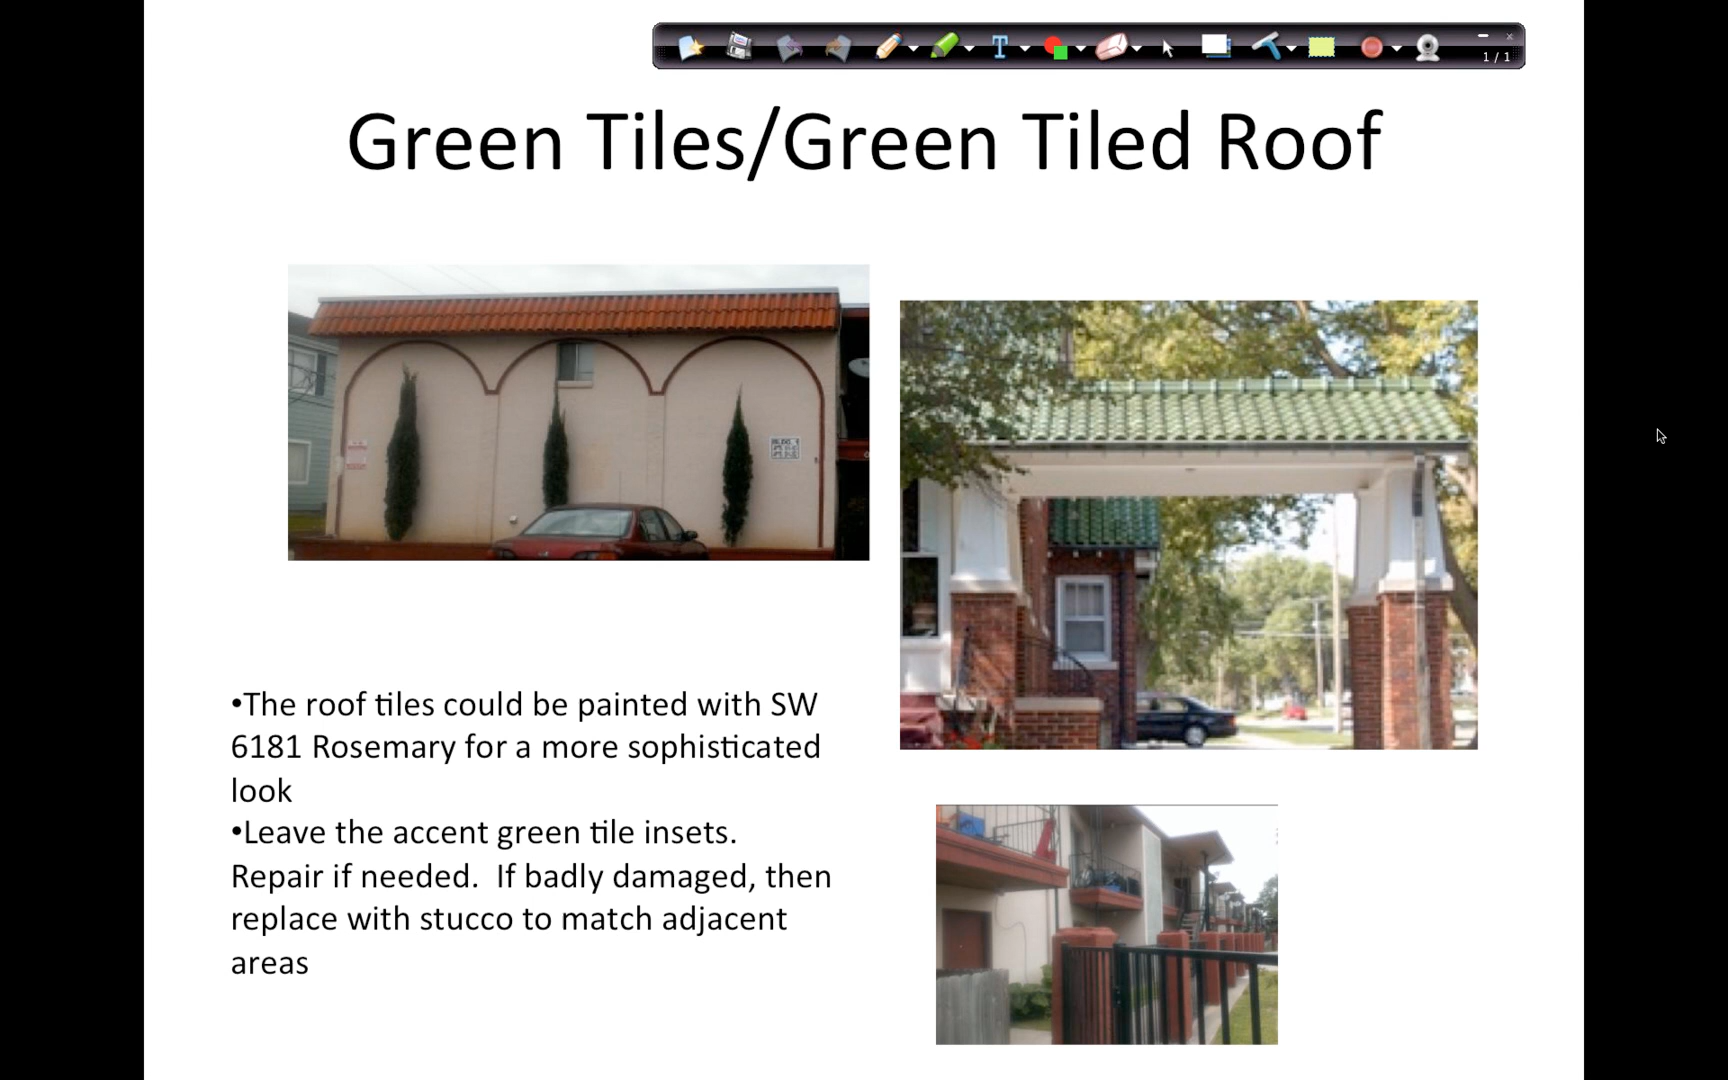 1 / 1
Green Tiles/Green Tiled Roof
•The roof tiles could be painted with SW
6181 Rosemary for a more sophisticated
look
•Leave the accent green tile insets.
Repair if needed.  If badly damaged, then
replace with stucco to match adjacent
areas